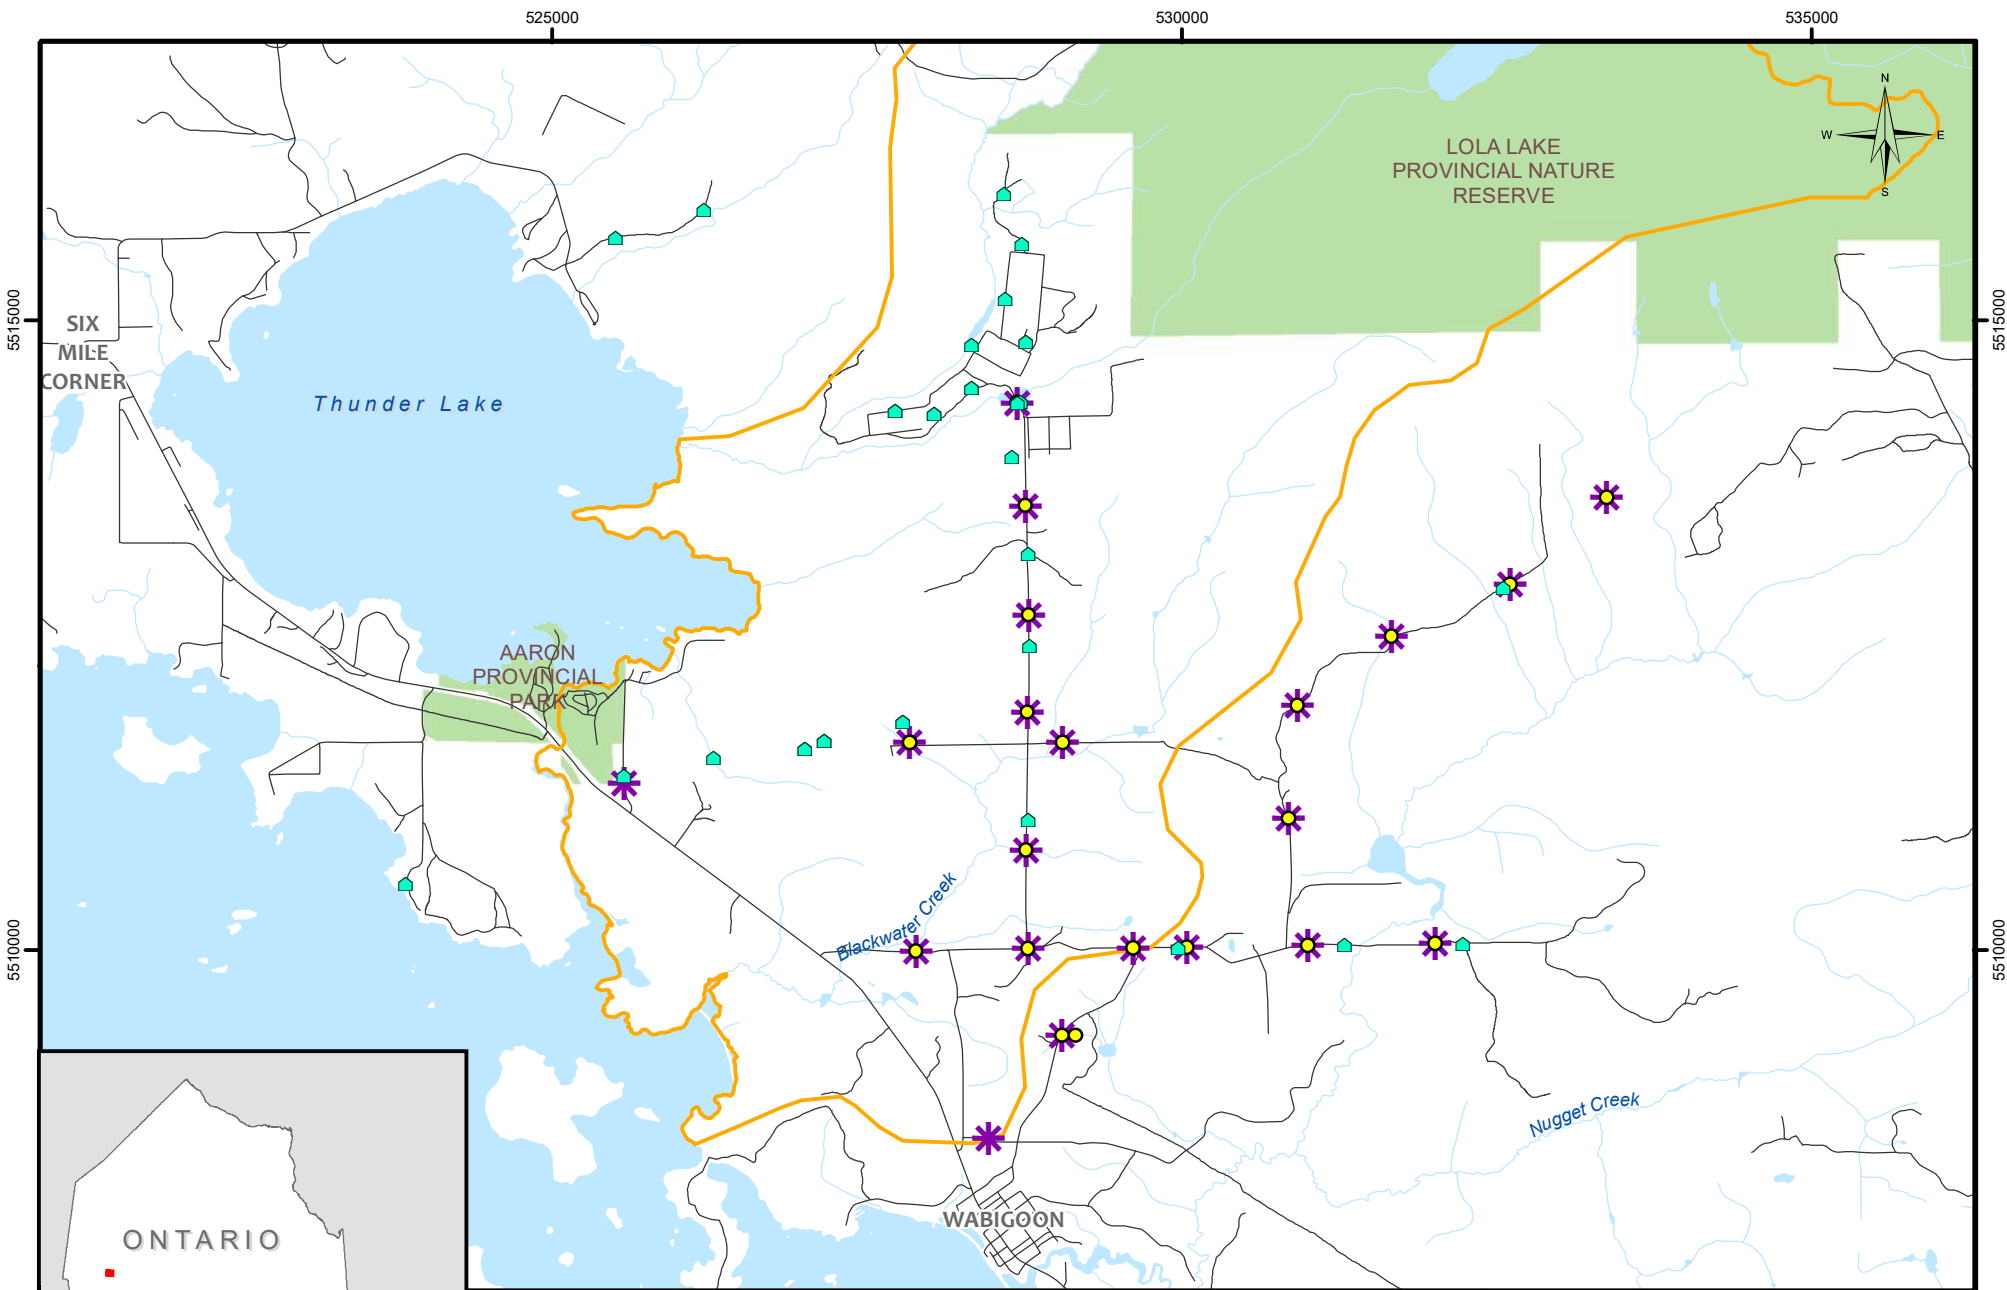 525000
530000
535000
N
W
E
S
LOLA LAKE
PROVINCIAL NATURE
RESERVE
5515000
5515000
SIX
MILE
CORNER
Thunder Lake
AARON
PROVINCIAL
PARK
Blackwater Creek
5510000
5510000
Nugget Creek
WABIGOON
ONTARIO